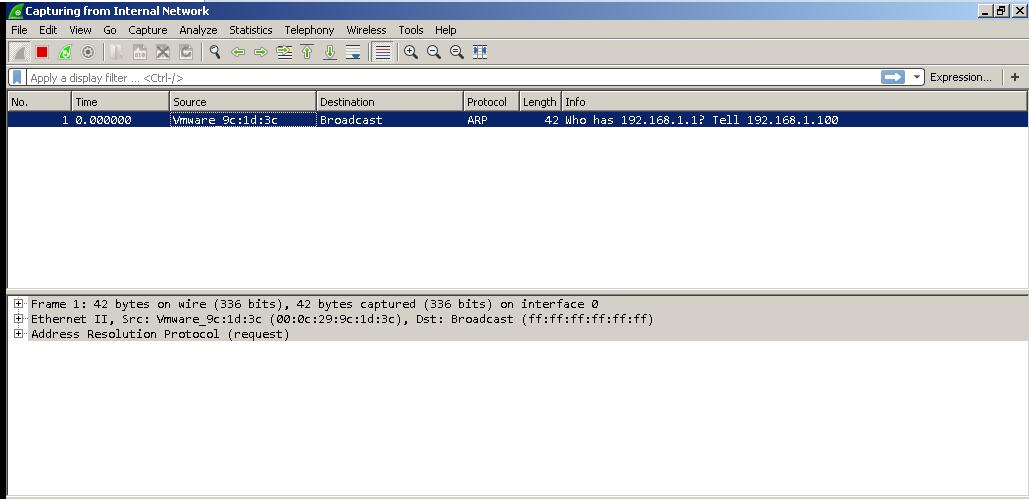 Capturing from Internal Network
File Edit View Go Capture Analyze Statistics Telephony Wireless Tools Help
Apply a display filter ... <Ctrl-/> Expression... +
No. Time Source Destination Protocol Length Info
1 0.000000 Vmware_9c:1d:3c Broadcast ARP 42 Who has 192.168.1.1? Tell 192.168.1.100
Frame 1: 42 bytes on wire (336 bits), 42 bytes captured (336 bits) on interface 0
Ethernet II, Src: Vmware_9c:1d:3c (00:0c:29:9c:1d:3c), Dst: Broadcast (ff:ff:ff:ff:ff:ff)
Address Resolution Protocol (request)